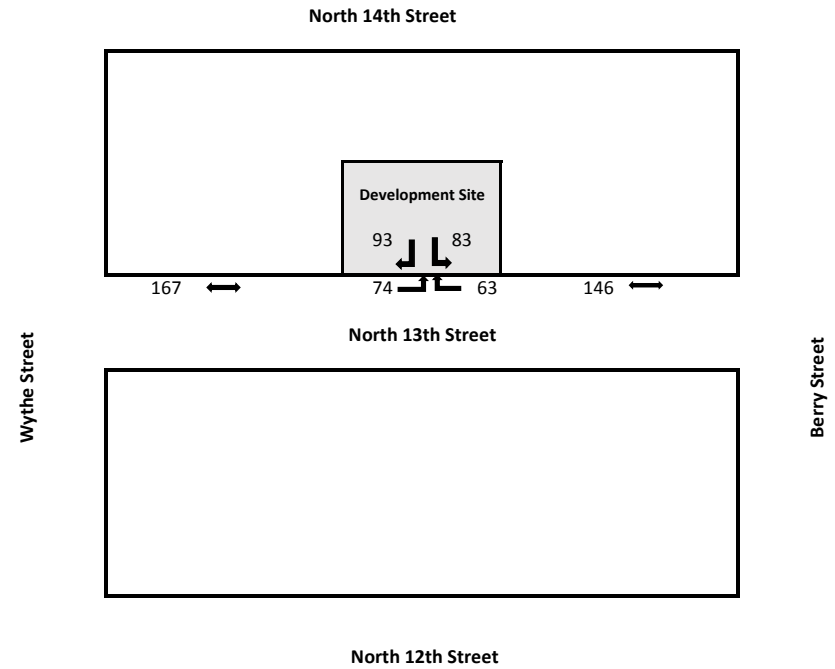 North 14th Street
Development Site
93 83
167 74 63 146
North 13th Street
Wythe Street
Berry Street
North 12th Street